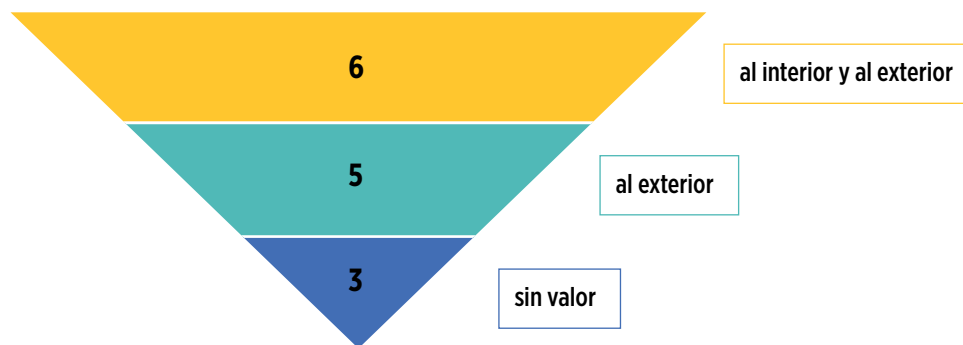 6
al interior y al exterior
5
al exterior
3
sin valor